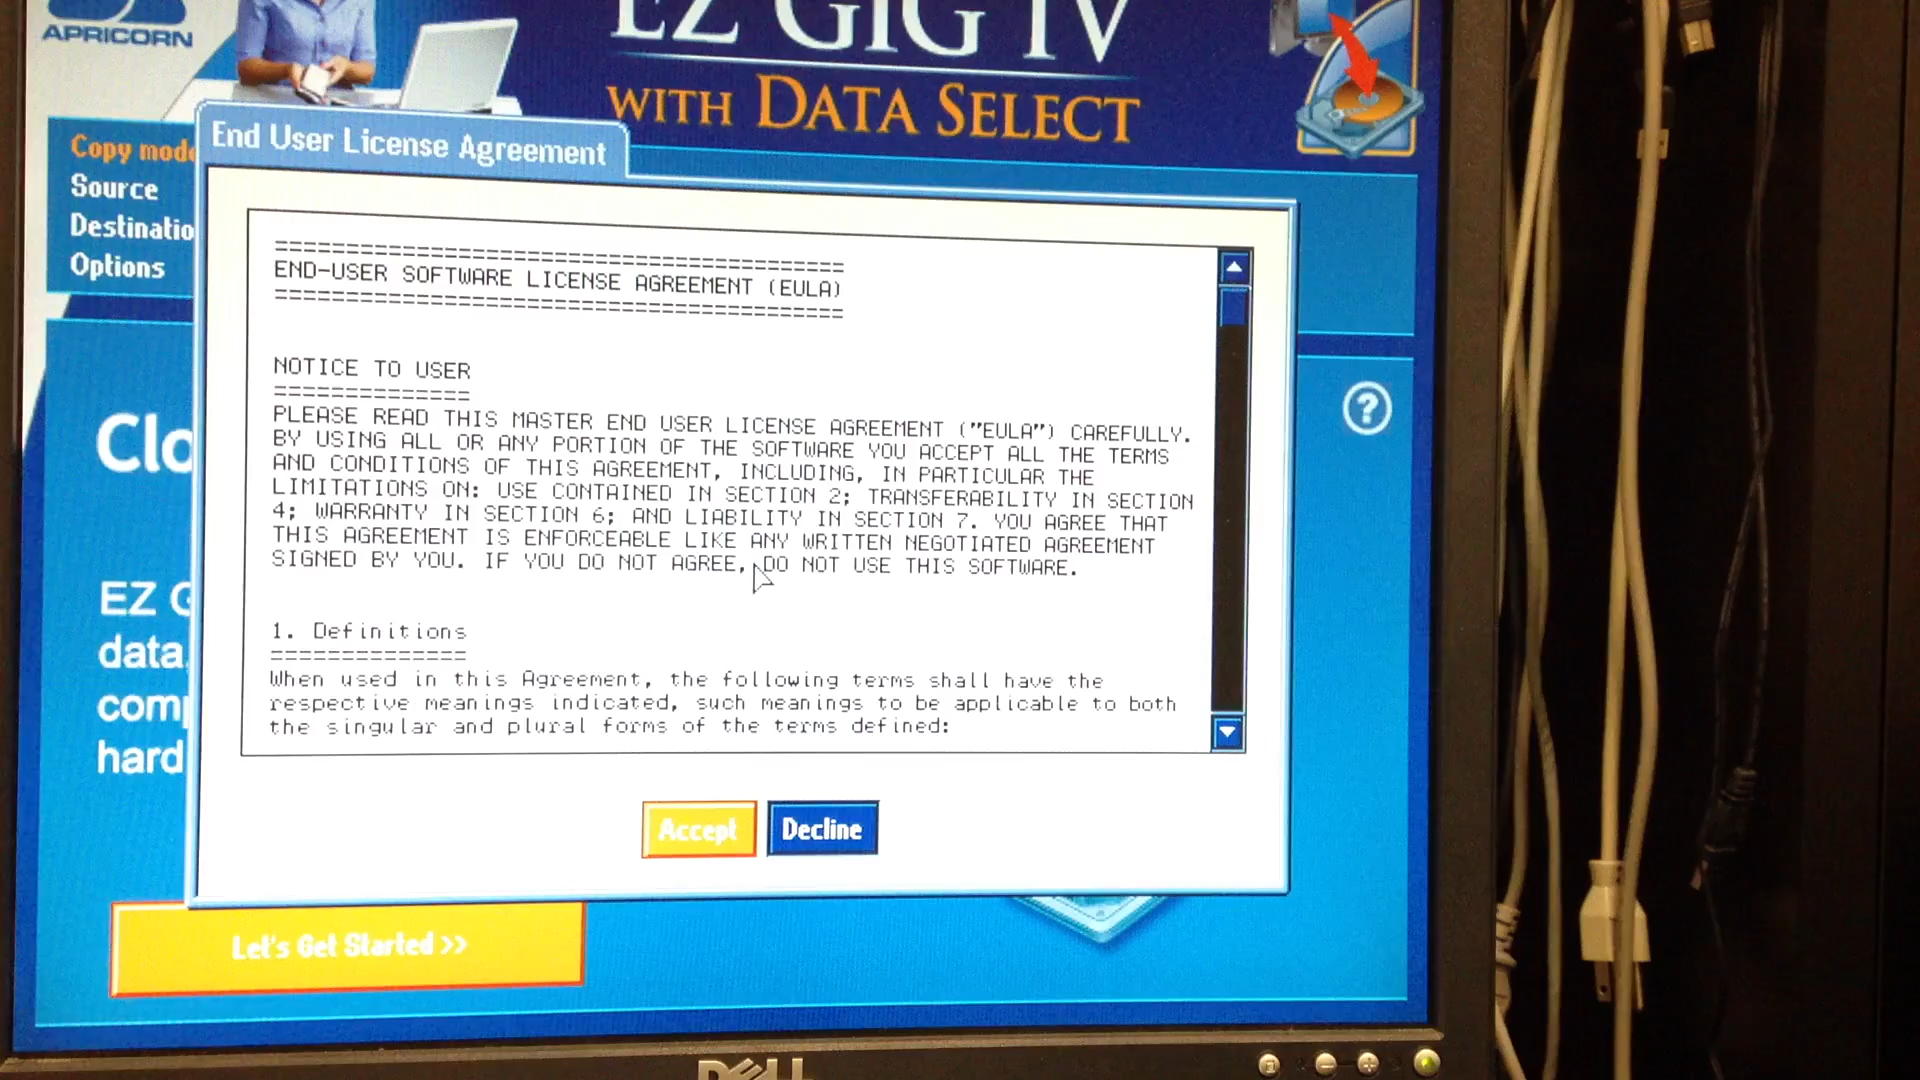 APRICORN
EZ GIG IV
WITH DATA SELECT
Copy mode
Source
Destinatio
Options
End User License Agreement
========================================
END-USER SOFTWARE LICENSE AGREEMENT (EULA)
========================================
NOTICE TO USER
==============
PLEASE READ THIS MASTER END USER LICENSE AGREEMENT ("EULA") CAREFULLY.
BY USING ALL OR ANY PORTION OF THE SOFTWARE YOU ACCEPT ALL THE TERMS
AND CONDITIONS OF THIS AGREEMENT, INCLUDING, IN PARTICULAR THE
LIMITATIONS ON: USE CONTAINED IN SECTION 2; TRANSFERABILITY IN SECTION
4; WARRANTY IN SECTION 6; AND LIABILITY IN SECTION 7. YOU AGREE THAT
THIS AGREEMENT IS ENFORCEABLE LIKE ANY WRITTEN NEGOTIATED AGREEMENT
SIGNED BY YOU. IF YOU DO NOT AGREE, DO NOT USE THIS SOFTWARE.
1. Definitions
==============
When used in this Agreement, the following terms shall have the
respective meanings indicated, such meanings to be applicable to both
the singular and plural forms of the terms defined:
Accept
Decline
Clo
EZ G
data,
comp
hard
?
Let's Get Started >>
DELL